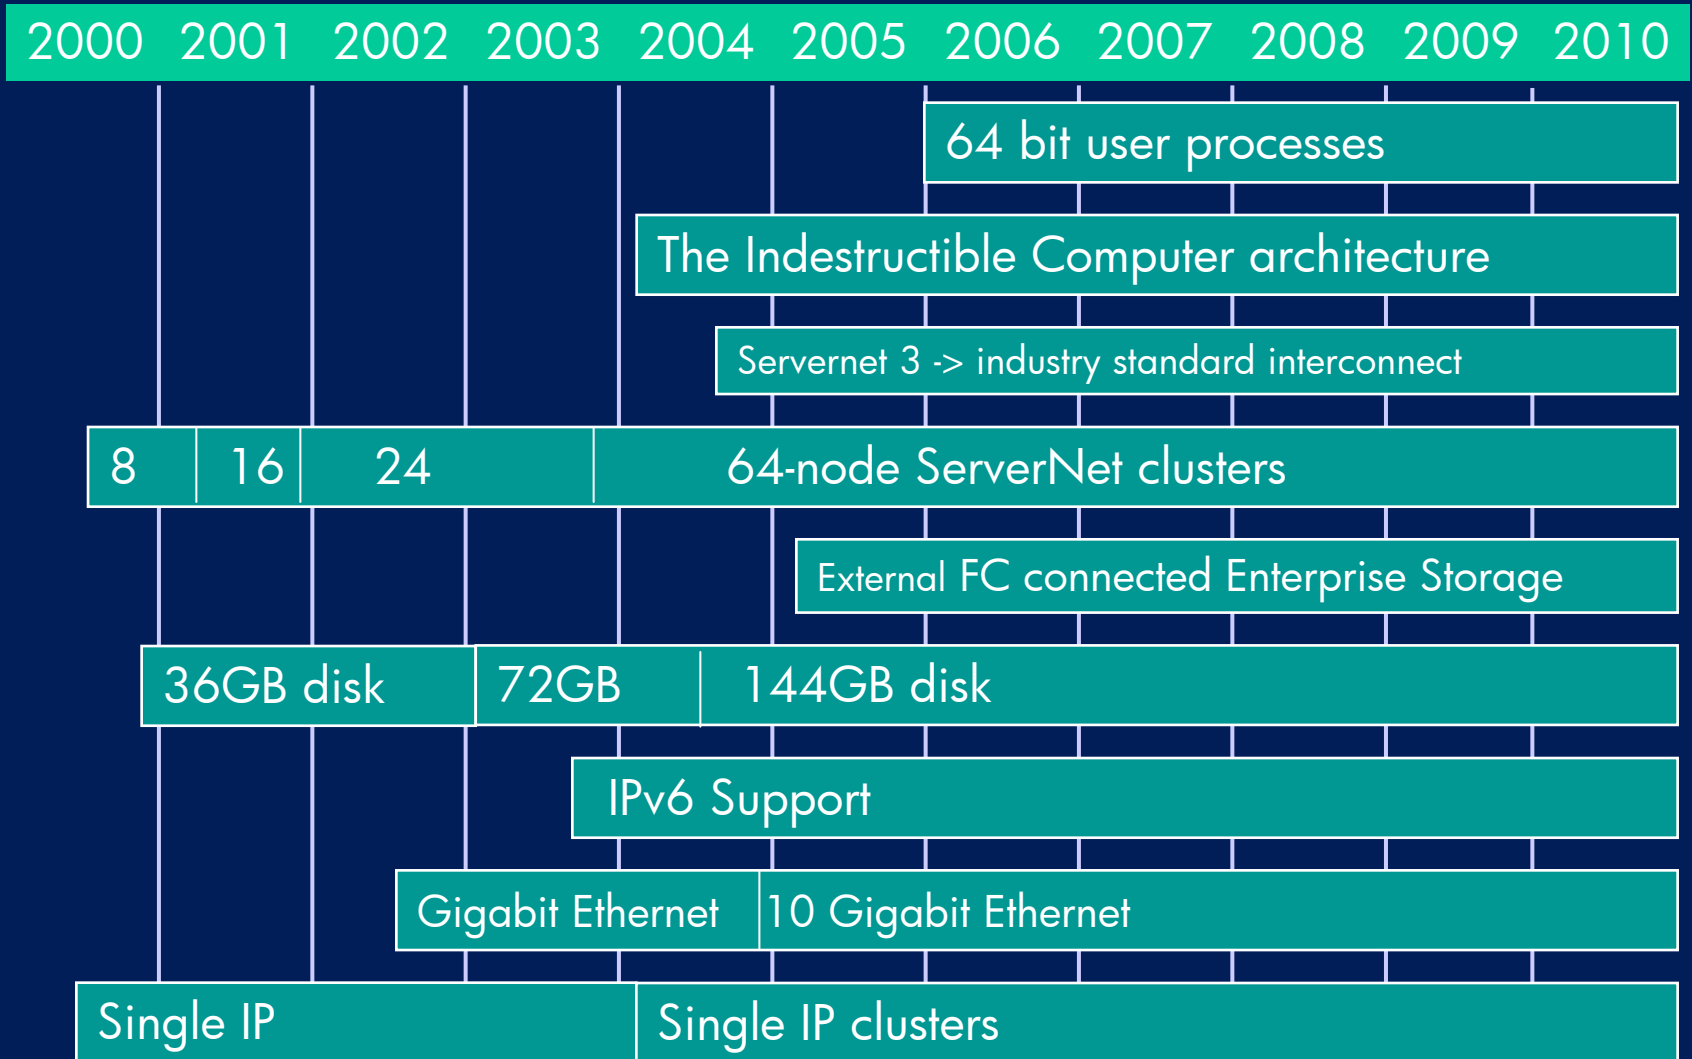 2000 2001 2002 2003 2004 2005 2006 2007 2008 2009 2010
64 bit user processes
The Indestructible Computer architecture
Servernet 3 -> industry standard interconnect
8 16 24 64-node ServerNet clusters
External FC connected Enterprise Storage
36GB disk 72GB 144GB disk
IPv6 Support
Gigabit Ethernet 10 Gigabit Ethernet
Single IP Single IP clusters